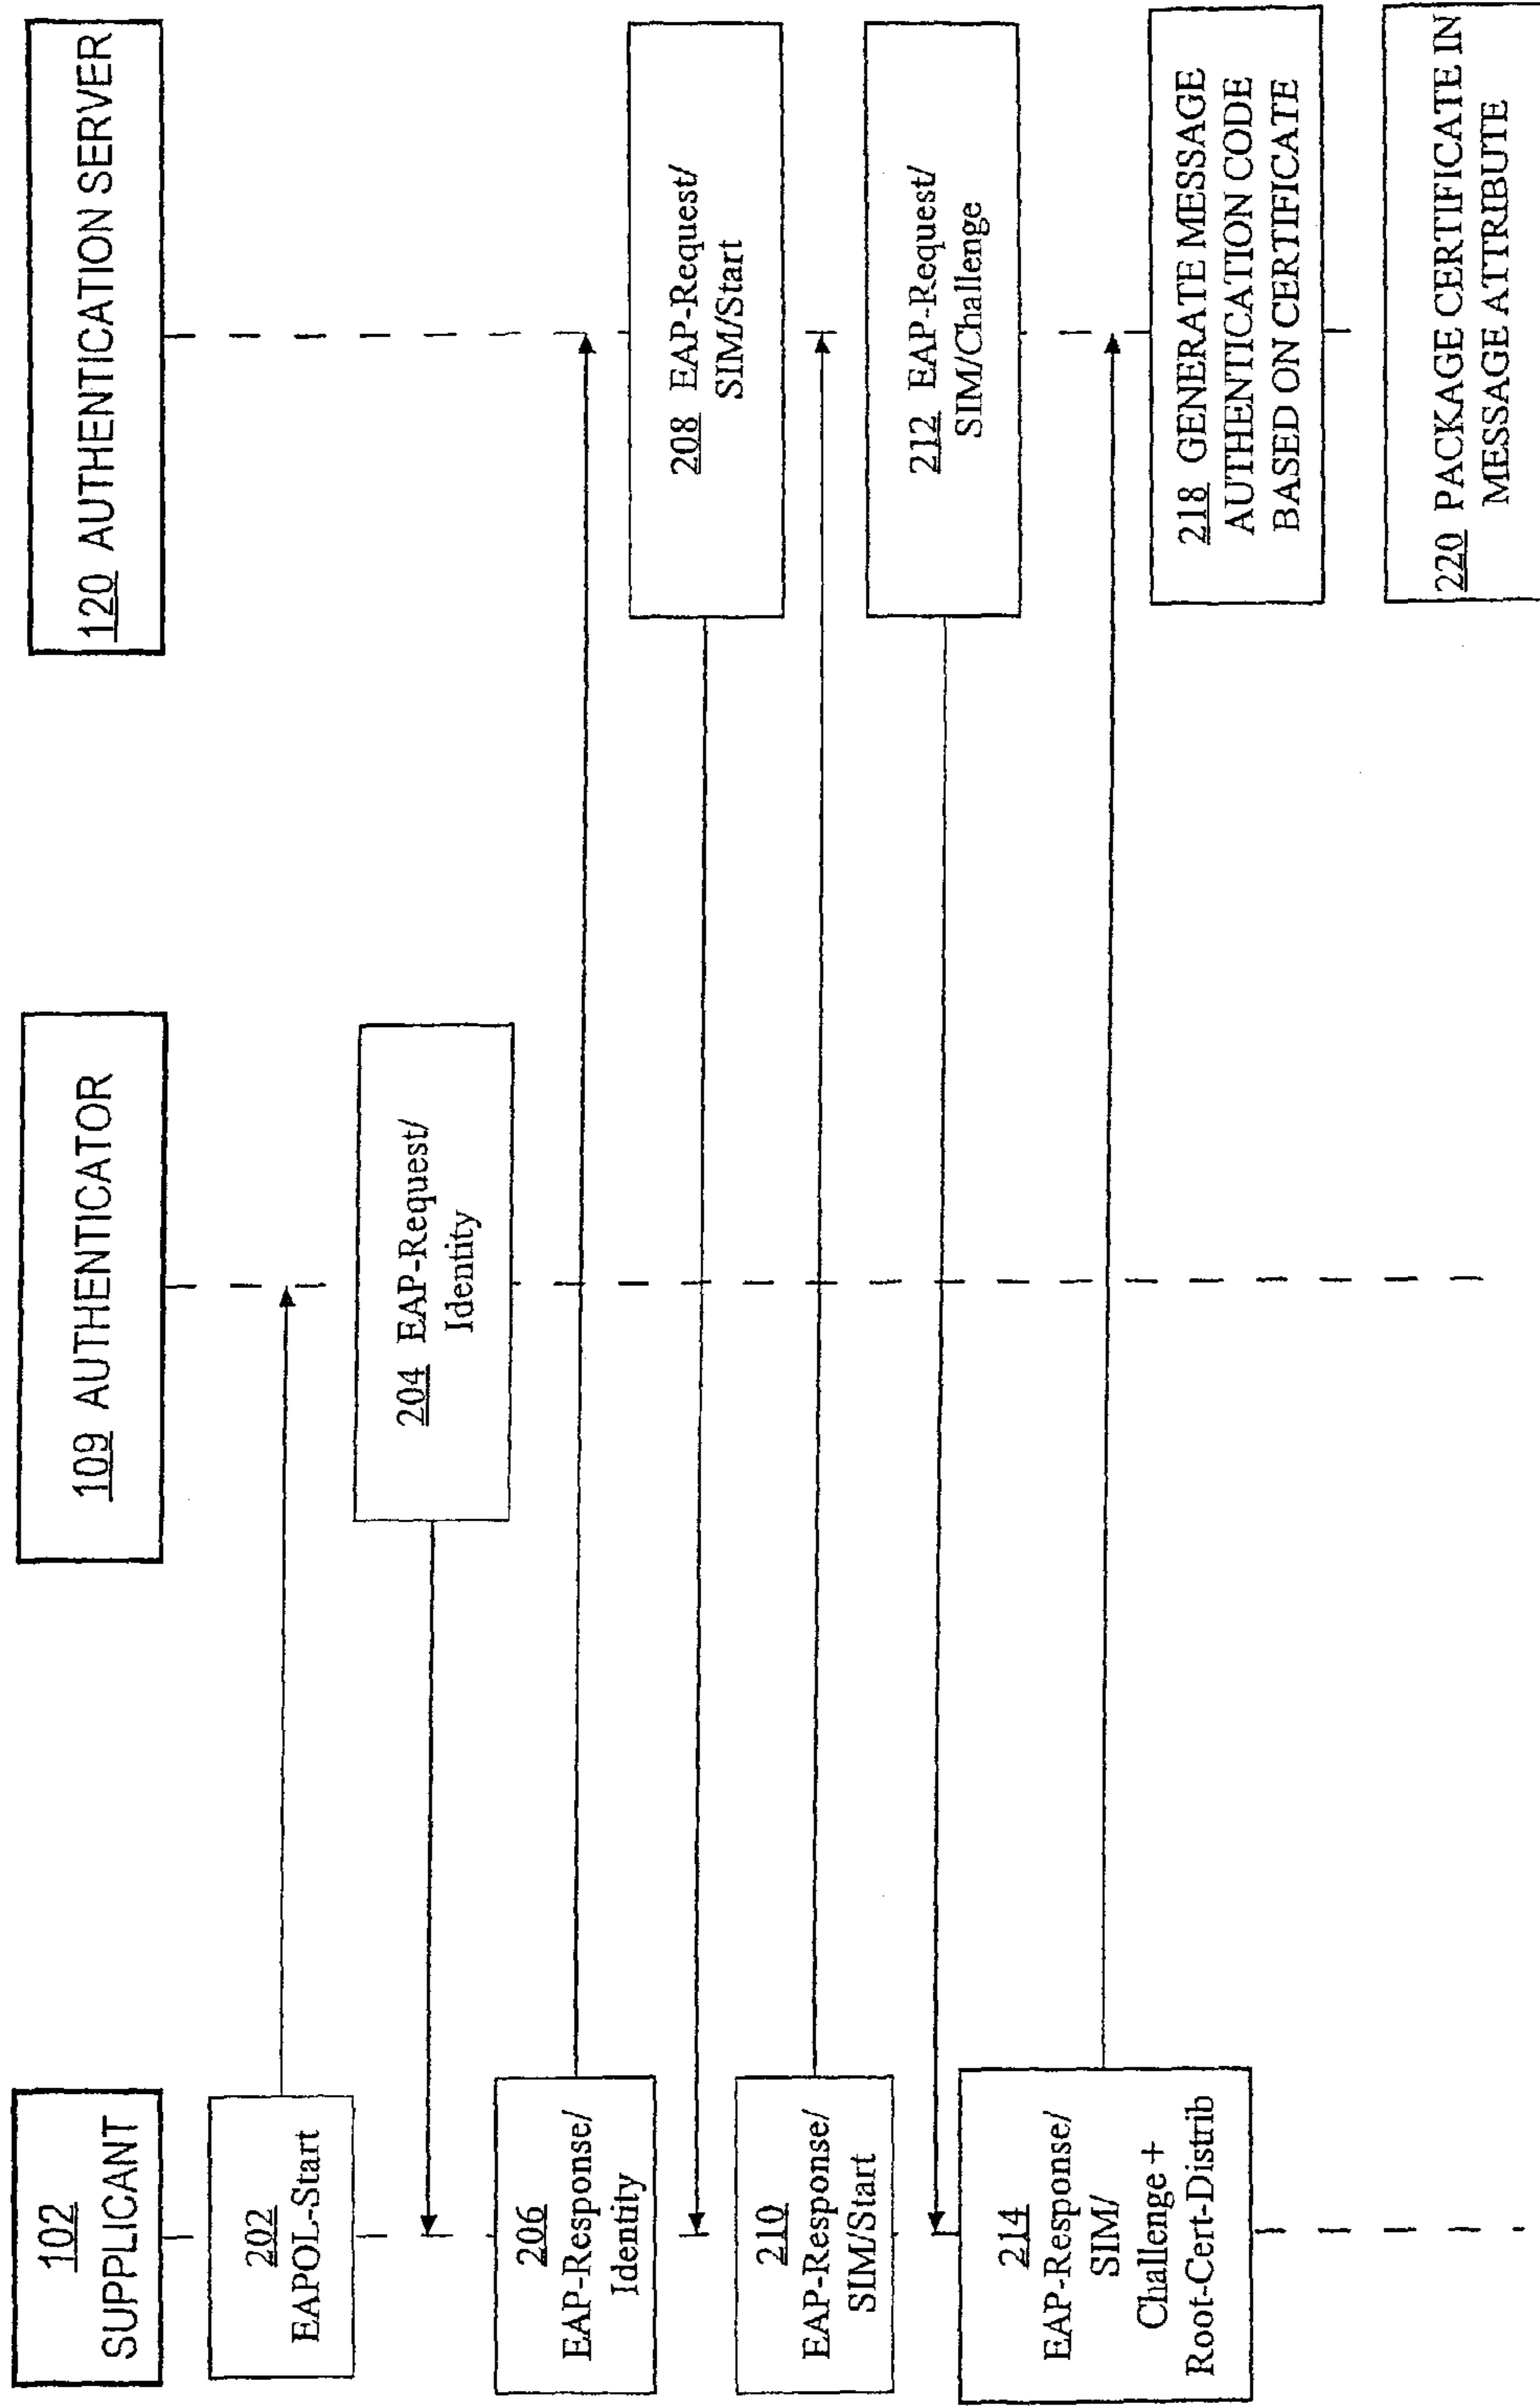 102
SUPPLICANT
109 AUTHENTICATOR
120 AUTHENTICATION SERVER
202
EAPOL-Start
204 EAP-Request/
Identity
206
EAP-Response/
Identity
208 EAP-Request/
SIM/Start
210
EAP-Response/
SIM/Start
212 EAP-Request/
SIM/Challenge
214
EAP-Response/
SIM/
Challenge +
Root-Cert-Distrib
218 GENERATE MESSAGE
AUTHENTICATION CODE
BASED ON CERTIFICATE
220 PACKAGE CERTIFICATE IN
MESSAGE ATTRIBUTE